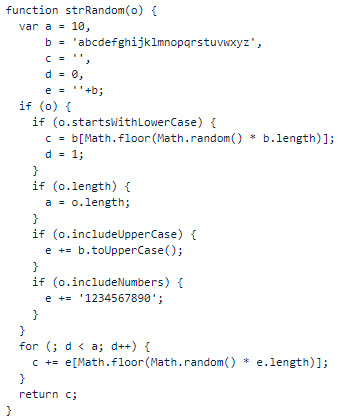 function strRandom(o) {
  var a = 10,
      b = 'abcdefghijklmnopqrstuvwxyz',
      c = '',
      d = 0,
      e = ''+b;
  if (o) {
    if (o.startsWithLowerCase) {
      c = b[Math.floor(Math.random() * b.length)];
      d = 1;
    }
    if (o.length) {
      a = o.length;
    }
    if (o.includeUpperCase) {
      e += b.toUpperCase();
    }
    if (o.includeNumbers) {
      e += '1234567890';
    }
  }
  for (; d < a; d++) {
    c += e[Math.floor(Math.random() * e.length)];
  }
  return c;
}